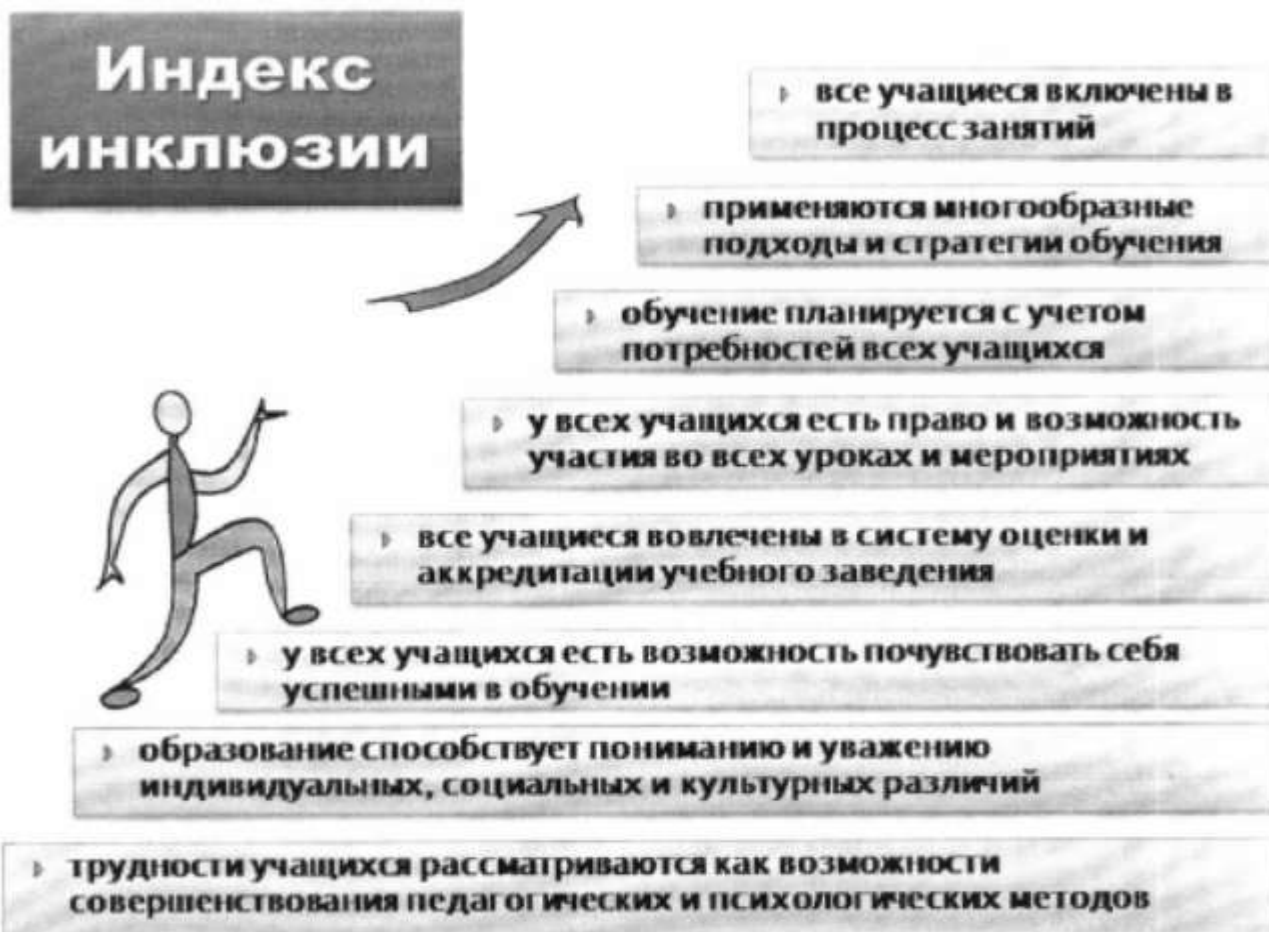 Индекс
инклюзии
все учащиеся включены в
процесс занятий
применяются многообразные
подходы и стратегии обучения
обучение планируется с учетом
потребностей всех учащихся
у всех учащихся есть право и возможность
участия во всех уроках и мероприятиях
все учащиеся вовлечены в систему оценки и
аккредитации учебного заведения
у всех учащихся есть возможность почувствовать себя
успешными в обучении
образование способствует пониманию и уважению
индивидуальных, социальных и культурных различий
трудности учащихся рассматриваются как возможности
совершенствования педагогических и психологических методов